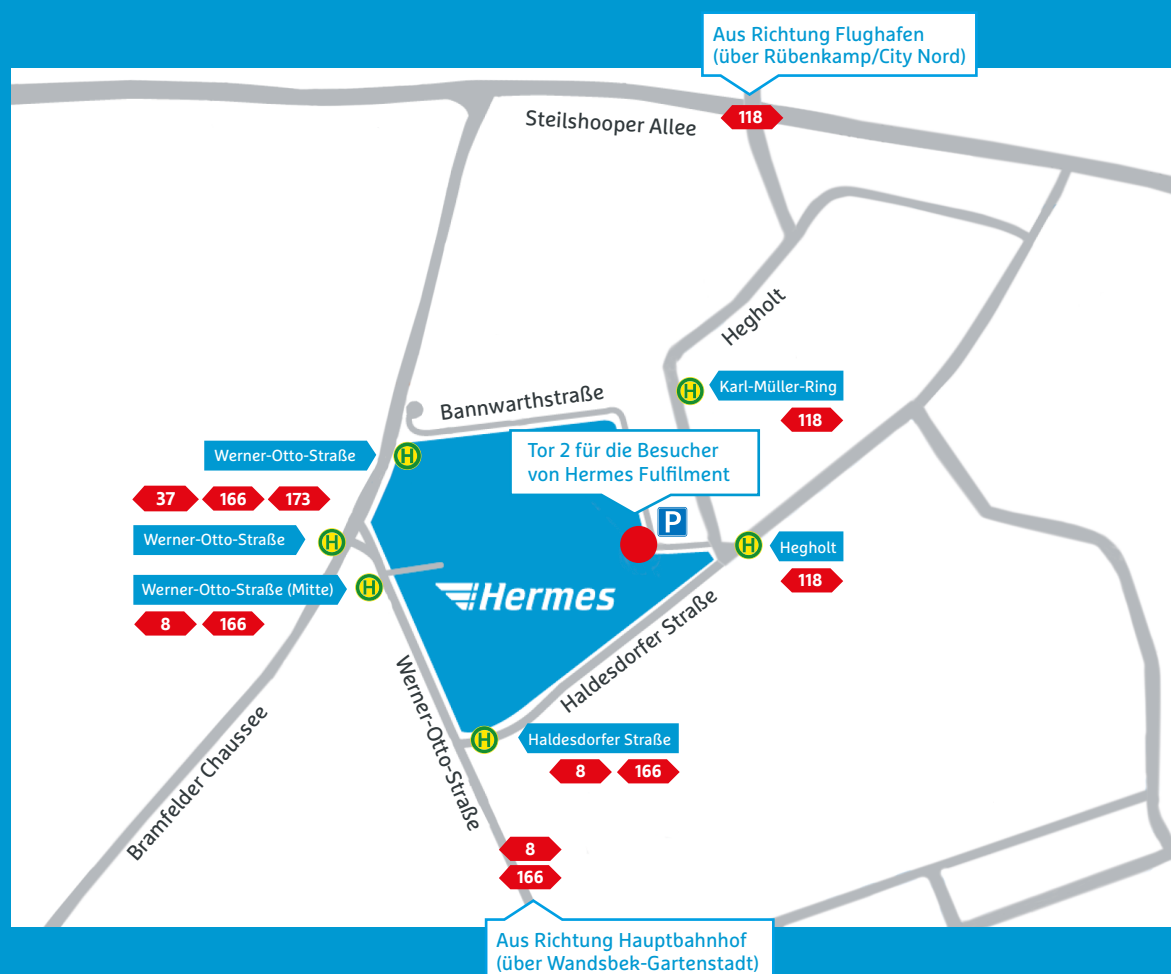 Aus Richtung Flughafen
(über Rübenkamp/City Nord)
118
Steilshooper Allee
Hegholt
Karl-Müller-Ring
118
Bannwarthstraße
Tor 2 für die Besucher
von Hermes Fulfilment
P
Werner-Otto-Straße
H
H
37 166 173
Werner-Otto-Straße
H
Werner-Otto-Straße (Mitte)
H
8 166
H
Hegholt
118
Hermes
Haldesdorfer Straße
Werner-Otto-Straße
Bramfelder Chaussee
H
Haldesdorfer Straße
8 166
8
166
Aus Richtung Hauptbahnhof
(über Wandsbek-Gartenstadt)